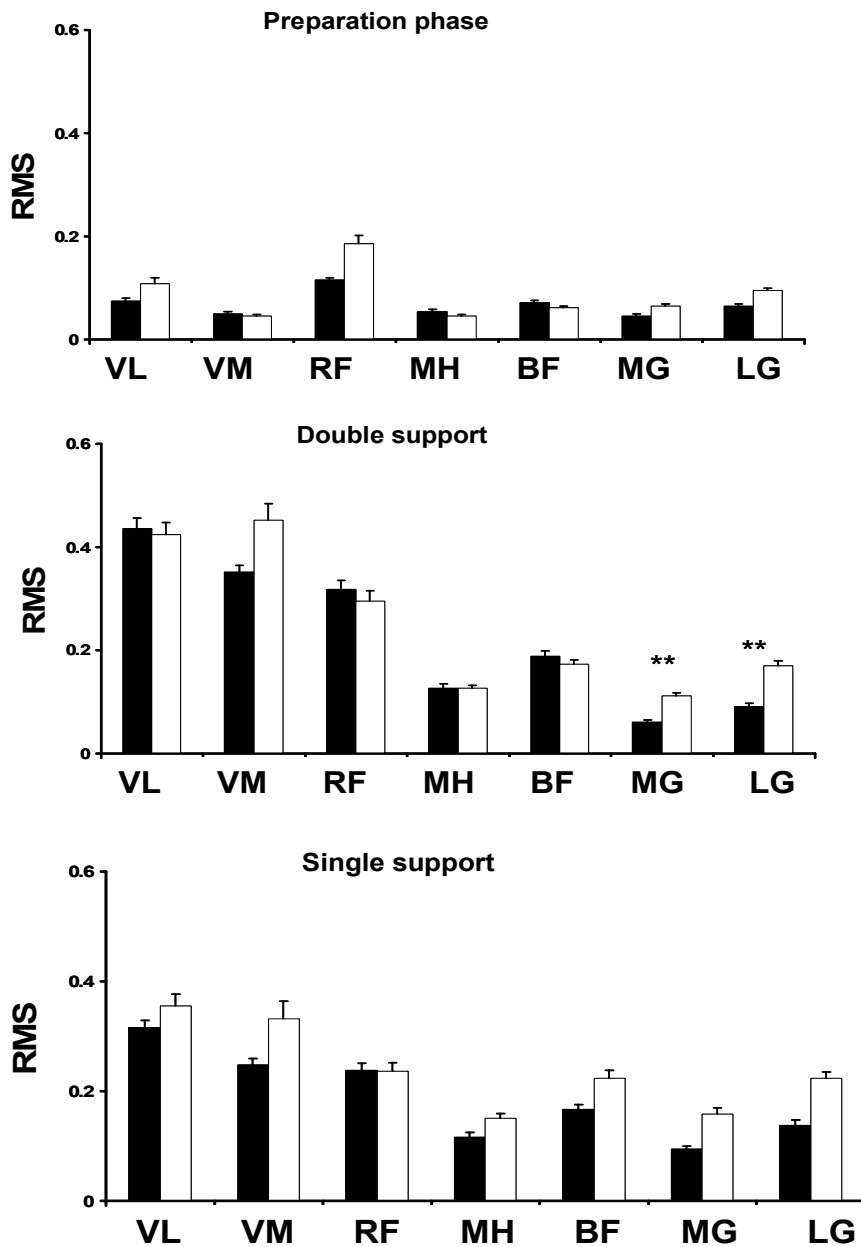 Preparation phase
0.6
0.4
0.2
0
RMS
VL VM RF MH BF MG LG
Double support
0.6
0.4
0.2
0
RMS
** **
VL VM RF MH BF MG LG
Single support
0.6
0.4
0.2
0
RMS
VL VM RF MH BF MG LG